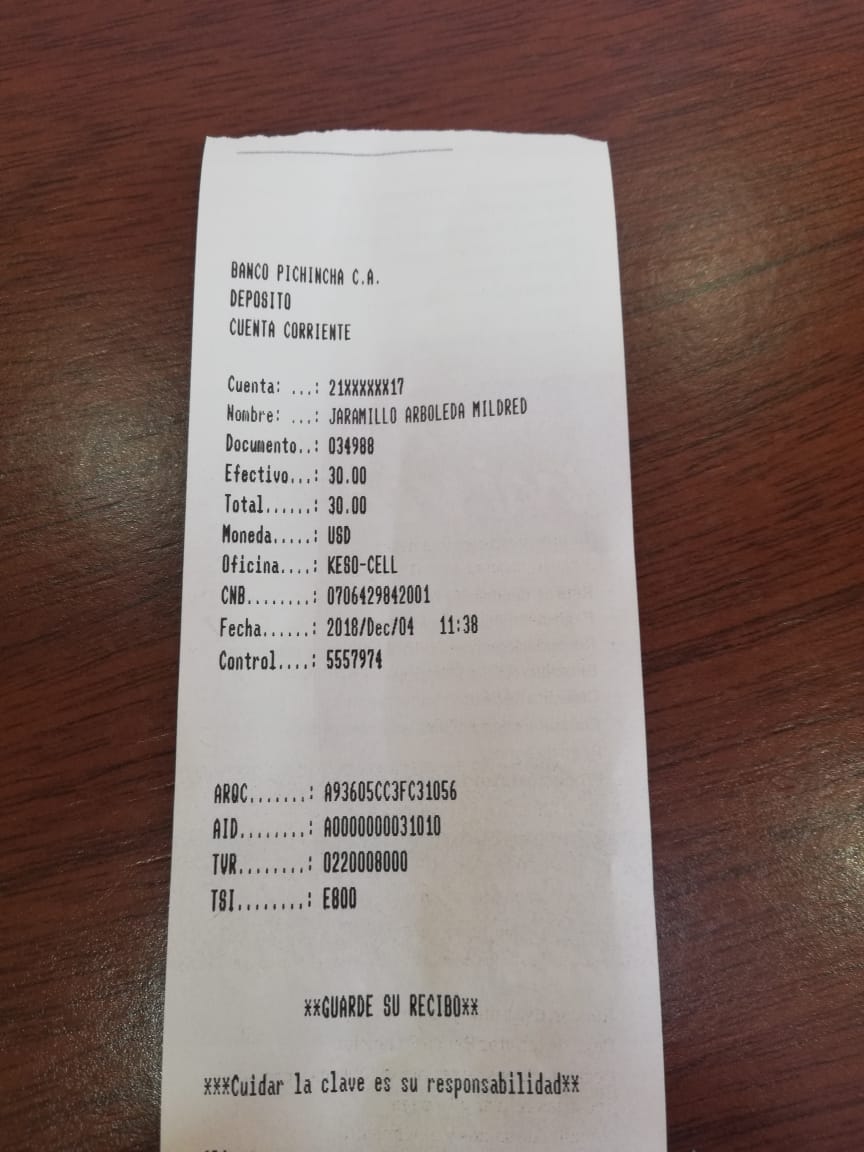 BANCO PICHINCHA C.A.
DEPOSITO
CUENTA CORRIENTE
Cuenta: ...: 21XXXXXX17
Nombre: ...: JARAMILLO ARBOLEDA MILDRED
Documento..: 034988
Efectivo...: 30.00
Total......: 30.00
Moneda.....: USD
Oficina....: KESO-CELL
CNB........: 0706429842001
Fecha......: 2018/Dec/04 11:38
Control....: 5557974
ARQC.......: A93605CC3FC31056
AID........: A0000000031010
TVR........: 0220008000
TSI........: E800
**GUARDE SU RECIBO**
***Cuidar la clave es su responsabilidad**